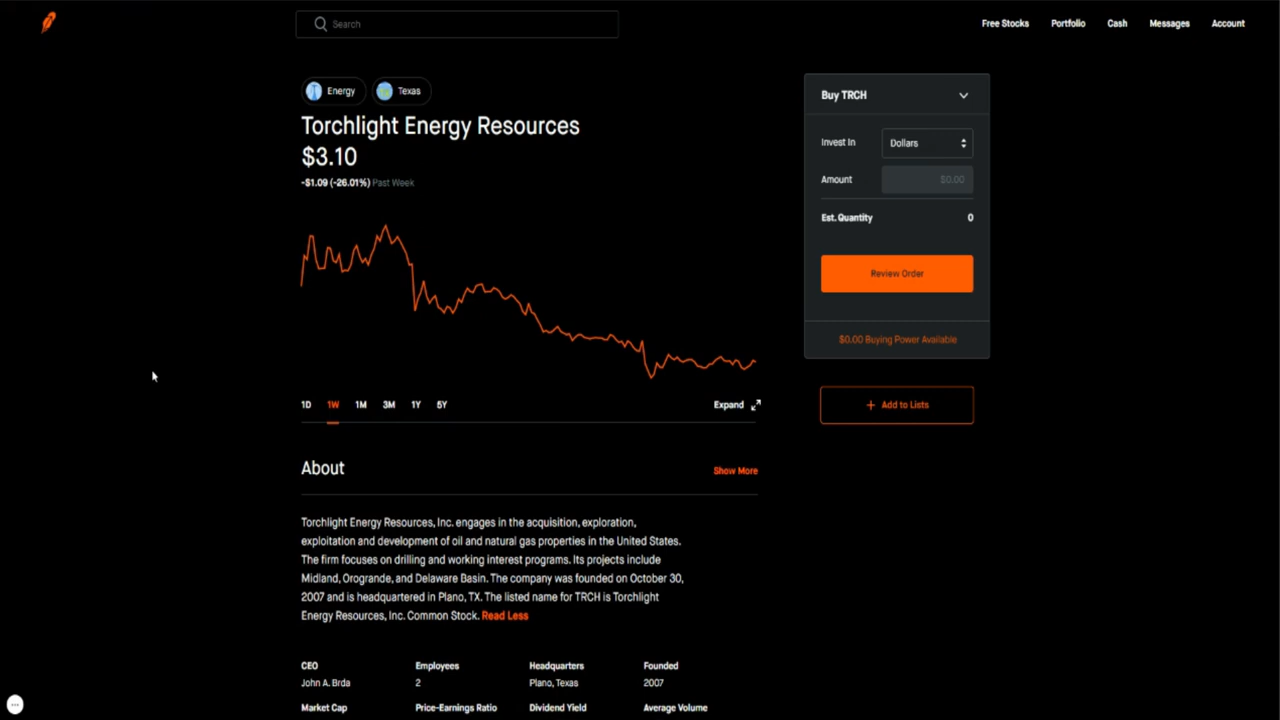 Search
Free Stocks
Portfolio
Cash
Messages
Account
Energy
Texas
Torchlight Energy Resources
$3.10
-$1.09 (-26.01%) Past Week
1D
1W
1M
3M
1Y
5Y
Expand
Buy TRCH
Invest In
Dollars
Amount
$0.00
Est. Quantity
0
Review Order
$0.00 Buying Power Available
+ Add to Lists
About
Show More
Torchlight Energy Resources, Inc. engages in the acquisition, exploration,
exploitation and development of oil and natural gas properties in the United States.
The firm focuses on drilling and working interest programs. Its projects include
Midland, Orogrande, and Delaware Basin. The company was founded on October 30,
2007 and is headquartered in Plano, TX. The listed name for TRCH is Torchlight
Energy Resources, Inc. Common Stock. Read Less
CEO
Employees
Headquarters
Founded
John A. Brda
2
Plano, Texas
2007
Market Cap
Price-Earnings Ratio
Dividend Yield
Average Volume